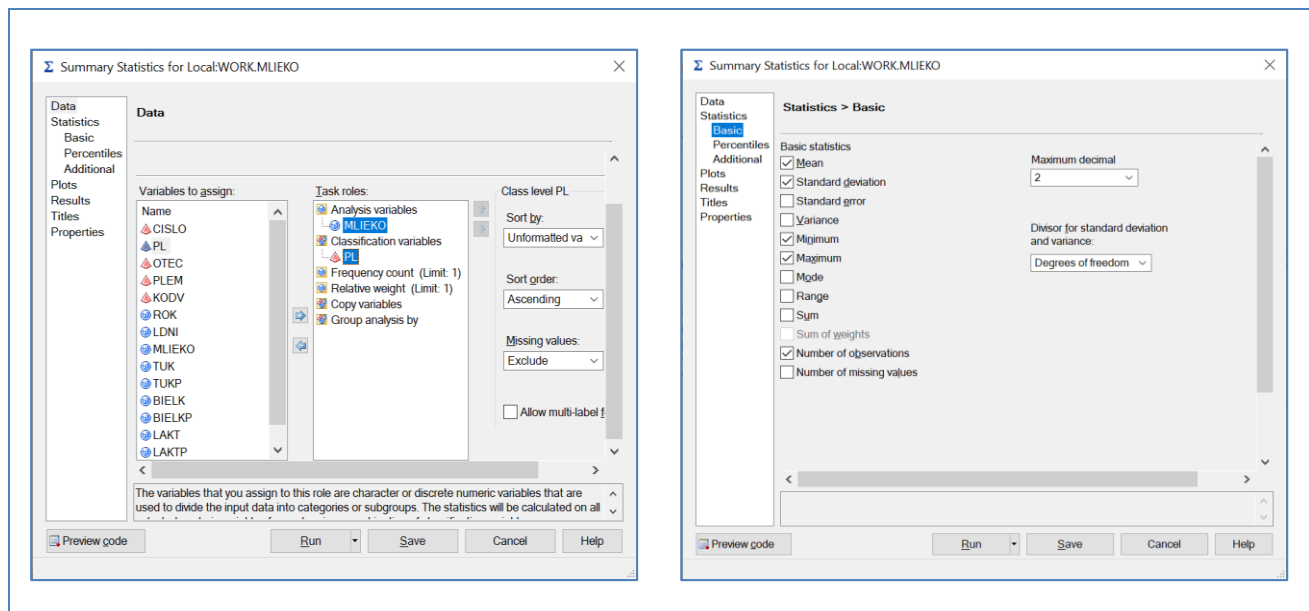 Summary Statistics for Local:WORK.MLIEKO
Data
Statistics
Basic
Percentiles
Additional
Plots
Results
Titles
Properties
Data
Variables to assign:
Name
CISLO
PL
OTEC
PLEM
KODV
ROK
LDNI
MLIEKO
TUK
TUKP
BIELK
BIELKP
LAKT
LAKTP
Task roles:
Analysis variables
MLIEKO
Classification variables
PL
Frequency count (Limit: 1)
Relative weight (Limit: 1)
Copy variables
Group analysis by
Class level PL
Sort by:
Unformatted va
Sort order:
Ascending
Missing values:
Exclude
Allow multi-label f
The variables that you assign to this role are character or discrete numeric variables that are
used to divide the input data into categories or subgroups. The statistics will be calculated on all
Preview code
Run
Save
Cancel
Help
Summary Statistics for Local:WORK.MLIEKO
Data
Statistics
Basic
Percentiles
Additional
Plots
Results
Titles
Properties
Statistics > Basic
Basic statistics
Mean
Standard deviation
Standard error
Variance
Minimum
Maximum
Mode
Range
Sum
Sum of weights
Number of observations
Number of missing values
Maximum decimal
2
Divisor for standard deviation
and variance:
Degrees of freedom
Preview code
Run
Save
Cancel
Help